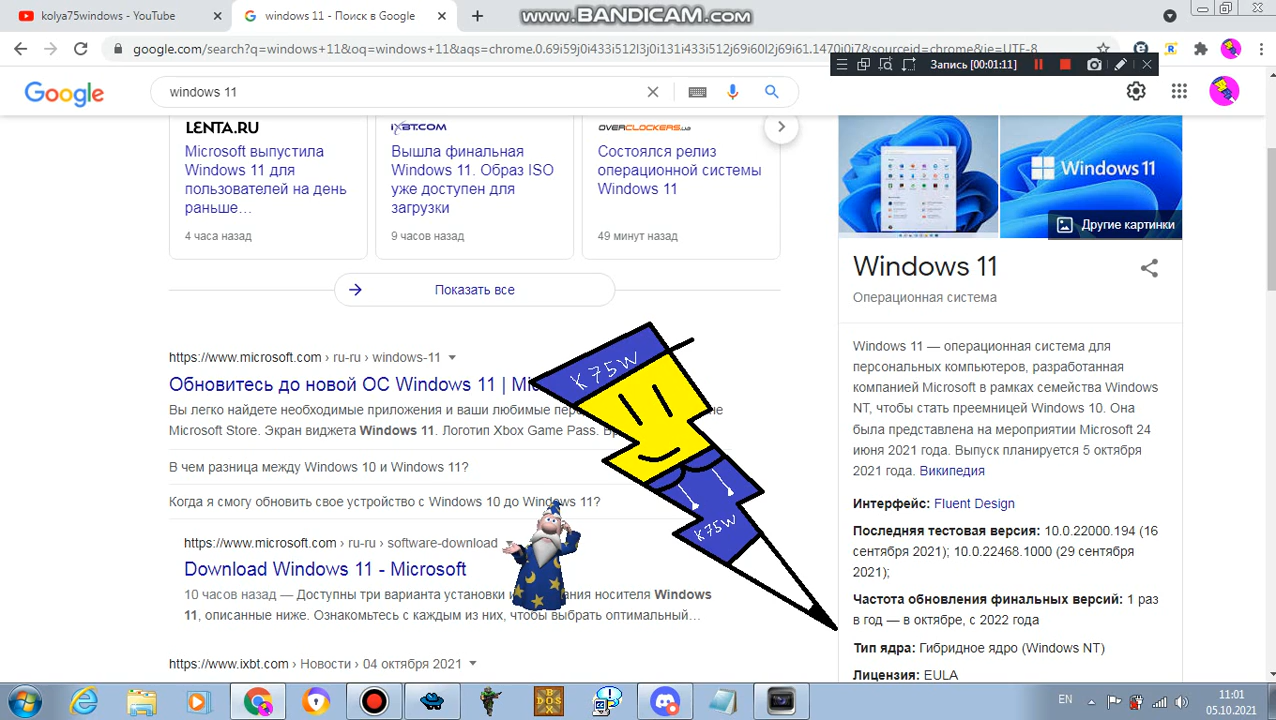 kolya75windows - YouTube
windows 11 - Поиск в Google
www.BANDICAM.com
google.com/search?q=windows+11&oq=windows+11&aqs=chrome.0.69i59j0i433i512l3j0i131i433i512j69i60l2j69i61.1470j0j7&sourceid=chrome&ie=UTF-8
Запись [00:01:11]
Google
windows 11
LENTA.RU
Microsoft выпустила
Windows 11 для
пользователей на день
раньше…
4 часа назад
iXBT.COM
Вышла финальная
Windows 11. Образ ISO
уже доступен для
загрузки
9 часов назад
OVERCLOCKERS.ua
Состоялся релиз
операционной системы
Windows 11
49 минут назад
Показать все
https://www.microsoft.com › ru-ru › windows-11
Обновитесь до новой ОС Windows 11 |
Вы легко найдете необходимые приложения и ваши любимые
Microsoft Store. Экран виджета Windows 11. Логотип Xbox Game Pass.
В чем разница между Windows 10 и Windows 11?
Когда я смогу обновить свое устройство с Windows 10 до Windows 11?
https://www.microsoft.com › ru-ru › software-download
Download Windows 11 - Microsoft
10 часов назад — Доступны три варианта установки и Windows
11, описанные ниже. Ознакомьтесь с каждым из них, чтобы выбрать оптимальный…
https://www.ixbt.com › Новости › 04 октября 2021
K75W
K75W
Windows 11
Другие картинки
Windows 11
Операционная система
Windows 11 — операционная система для
персональных компьютеров, разработанная
компанией Microsoft в рамках семейства Windows
NT, чтобы стать преемницей Windows 10. Она
была представлена на мероприятии Microsoft 24
июня 2021 года. Выпуск планируется 5 октября
2021 года. Википедия
Интерфейс: Fluent Design
Последняя тестовая версия: 10.0.22000.194 (16
сентября 2021); 10.0.22468.1000 (29 сентября
2021);
Частота обновления финальных версий: 1 раз
в год — в октябре, с 2022 года
Тип ядра: Гибридное ядро (Windows NT)
Лицензия: EULA
EN
11:01
05.10.2021